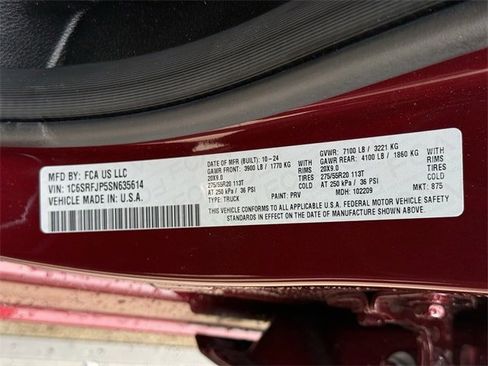 MFD BY: FCA US LLC
VIN: 1C6SRFJP5SN635614
VEHICLE MADE IN: U.S.A.
DATE OF MFR (BUILT): 10-24
GAWR FRONT: 3900 LB / 1770 KG WITH
20X9.0 RIMS
275/55R20 113T TIRES
AT 250 kPa / 36 PSI COLD
TYPE: TRUCK PAINT: PRV
GVWR: 7100 LB / 3221 KG
GAWR REAR: 4100 LB / 1860 KG WITH
20X9.0 RIMS
275/55R20 113T TIRES
AT 250 kPa / 36 PSI COLD
MDH: 102209 MKT: 875
THIS VEHICLE CONFORMS TO ALL APPLICABLE U.S.A. FEDERAL MOTOR VEHICLE SAFETY
STANDARDS IN EFFECT ON THE DATE OF MANUFACTURE SHOWN ABOVE